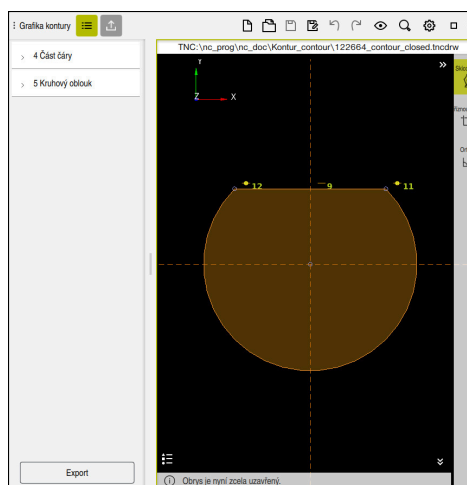 Grafika kontury
TNC:\nc_prog\nc_doc\Kontur_contour\122664_contour_closed.tncdrw
4 Část čáry
5 Kruhový oblouk
Y
Z
X
12
9
11
Export
Obrys je nyní zcela uzavřený.